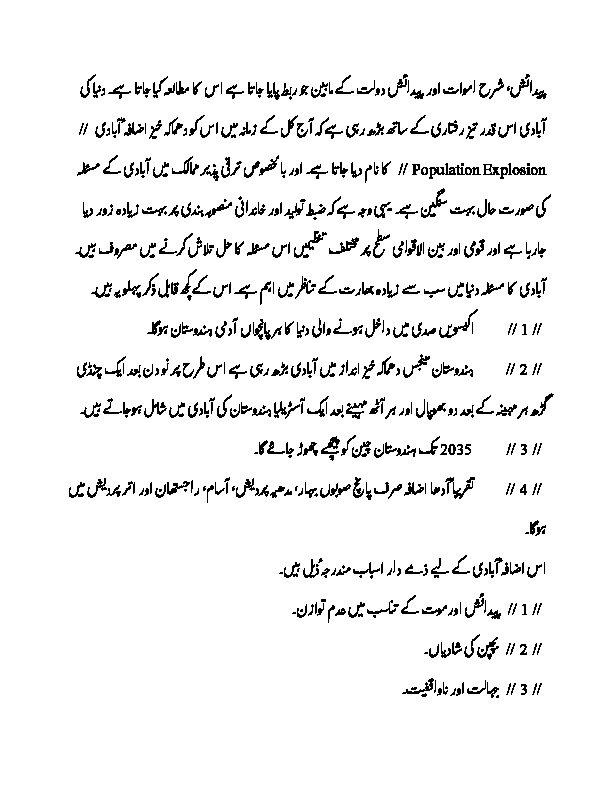 پیدائش، شرح اموات اور پیدائش دولت کے مابین جو ربط پایا جاتا ہے اس کا مطالعہ کیا جاتا ہے۔ دنیا کی
آبادی اس قدر تیز رفتاری کے ساتھ بڑھ رہی ہے کہ آج کل کے زمانہ میں اس کو دھماکہ خیز اضافہ آبادی //
Population Explosion // کا نام دیا جاتا ہے۔ اور بالخصوص ترقی پذیر ممالک میں آبادی کے مسئلہ
کی صورت حال بہت سنگین ہے۔ یہی وجہ ہے کہ ضبط تولید اور خاندانی منصوبہ بندی پر بہت زیادہ زور دیا
جارہا ہے اور قومی اور بین الاقوامی سطح پر مختلف تنظیمیں اس مسئلہ کا حل تلاش کرنے میں مصروف ہیں۔
آبادی کا مسئلہ دنیا میں سب سے زیادہ بھارت کے تناظر میں اہم ہے۔ اس کے کچھ قابل ذکر پہلو یہ ہیں۔
// 1 // اکیسویں صدی میں داخل ہونے والی دنیا کا ہر پانچواں آدمی ہندوستان ہوگا۔
// 2 // ہندوستان میں جس دھماکہ خیز انداز میں آبادی بڑھ رہی ہے اس طرح پر نو دن بعد ایک چنڈی
گڑھ ہر مہینہ کے بعد دو بھوپال اور ہر آٹھ مہینے بعد ایک آسٹریلیا ہندوستان کی آبادی میں شامل ہوجاتے ہیں۔
// 3 // 2035 تک ہندوستان چین کو پیچھے چھوڑ جائے گا۔
// 4 // تقریباً آدھا اضافہ صرف پانچ صوبوں بہار، مدھیہ پردیش، آسام، راجستھان اور اتر پردیش میں
ہوگا۔
اس اضافہ آبادی کے لیے ذمے دار اسباب مندرجہ ذیل ہیں۔
// 1 // پیدائش اور موت کے تناسب میں عدم توازن۔
// 2 // بچپن کی شادیاں۔
// 3 // جہالت اور ناواقفیت۔